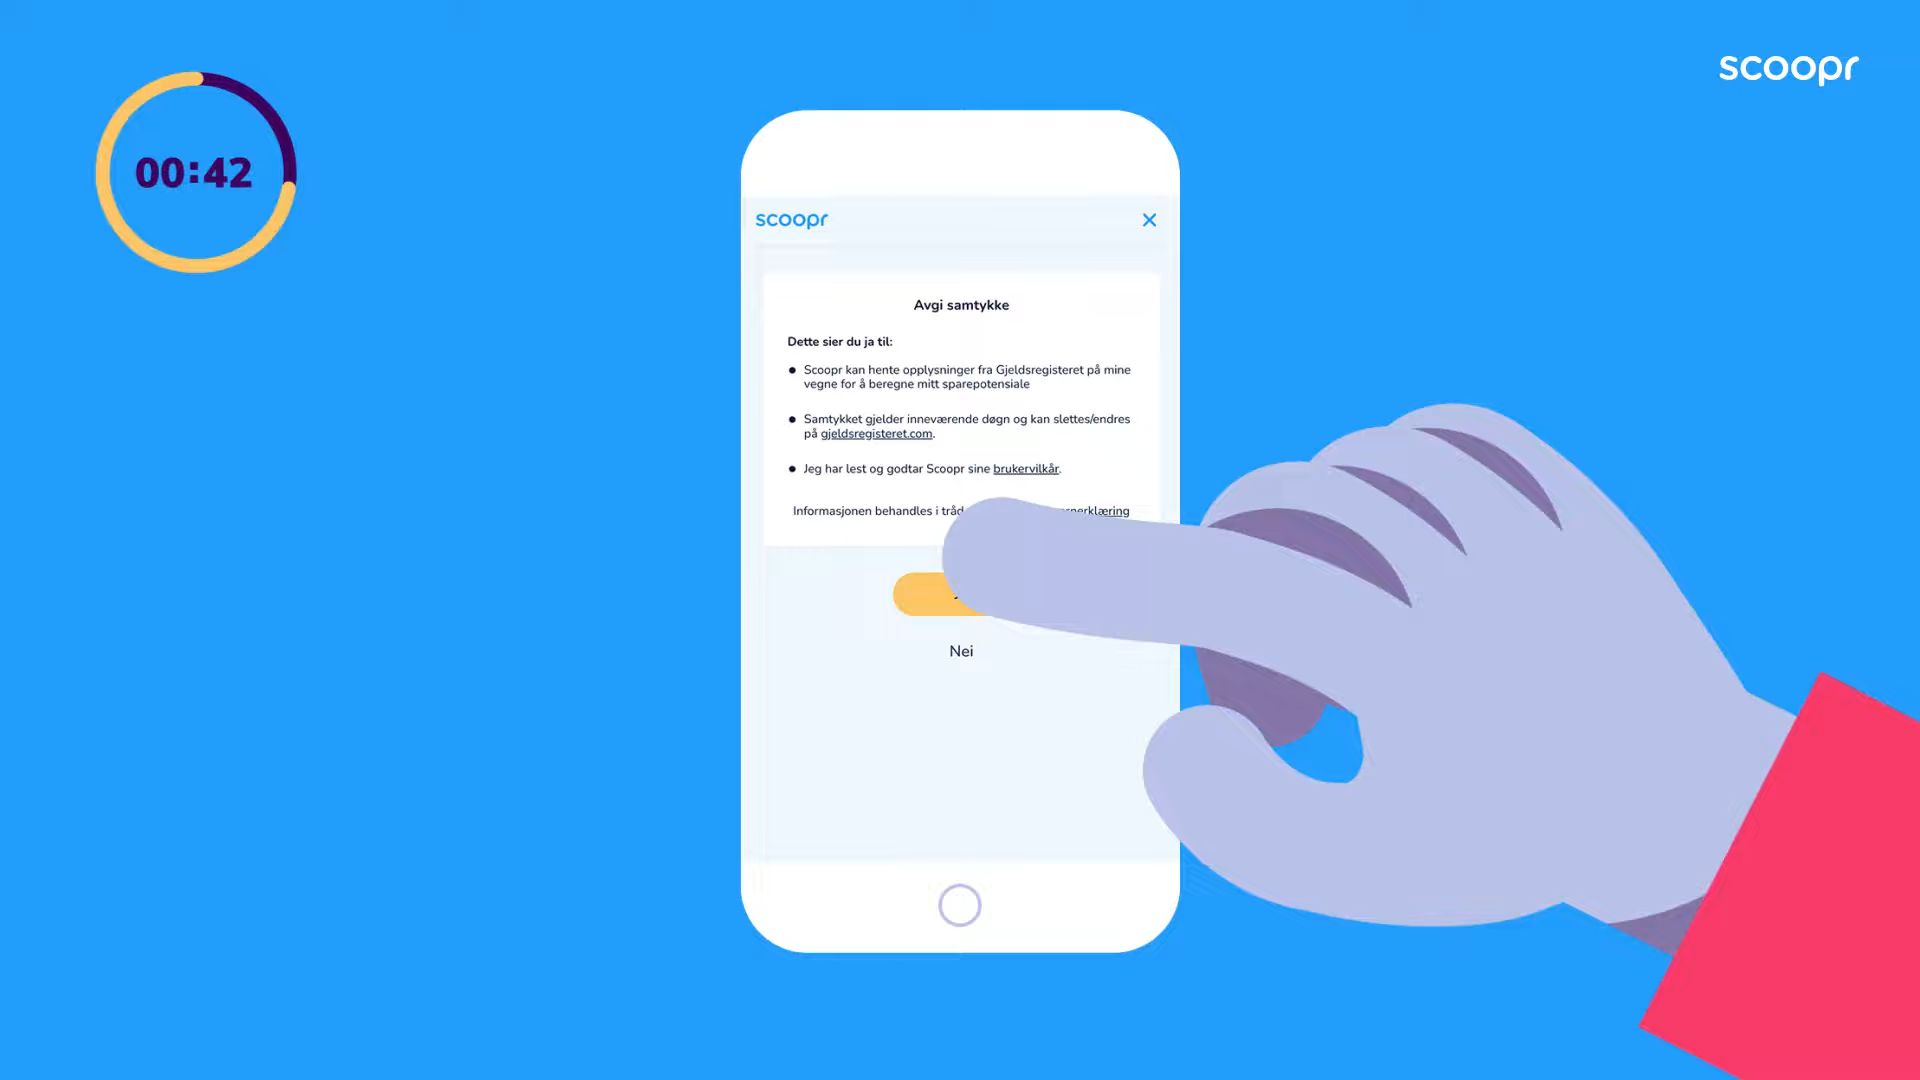 scoopr
00:42
scoopr
Avgi samtykke
Dette sier du ja til:
Scoopr kan hente opplysninger fra Gjeldsregisteret på mine
vegne for å beregne mitt sparepotensiale
Samtykket gjelder inneværende døgn og kan slettes/endres
på gjeldsregisteret.com.
Jeg har lest og godtar Scoopr sine brukervilkår.
Informasjonen behandles i tråd
Nei